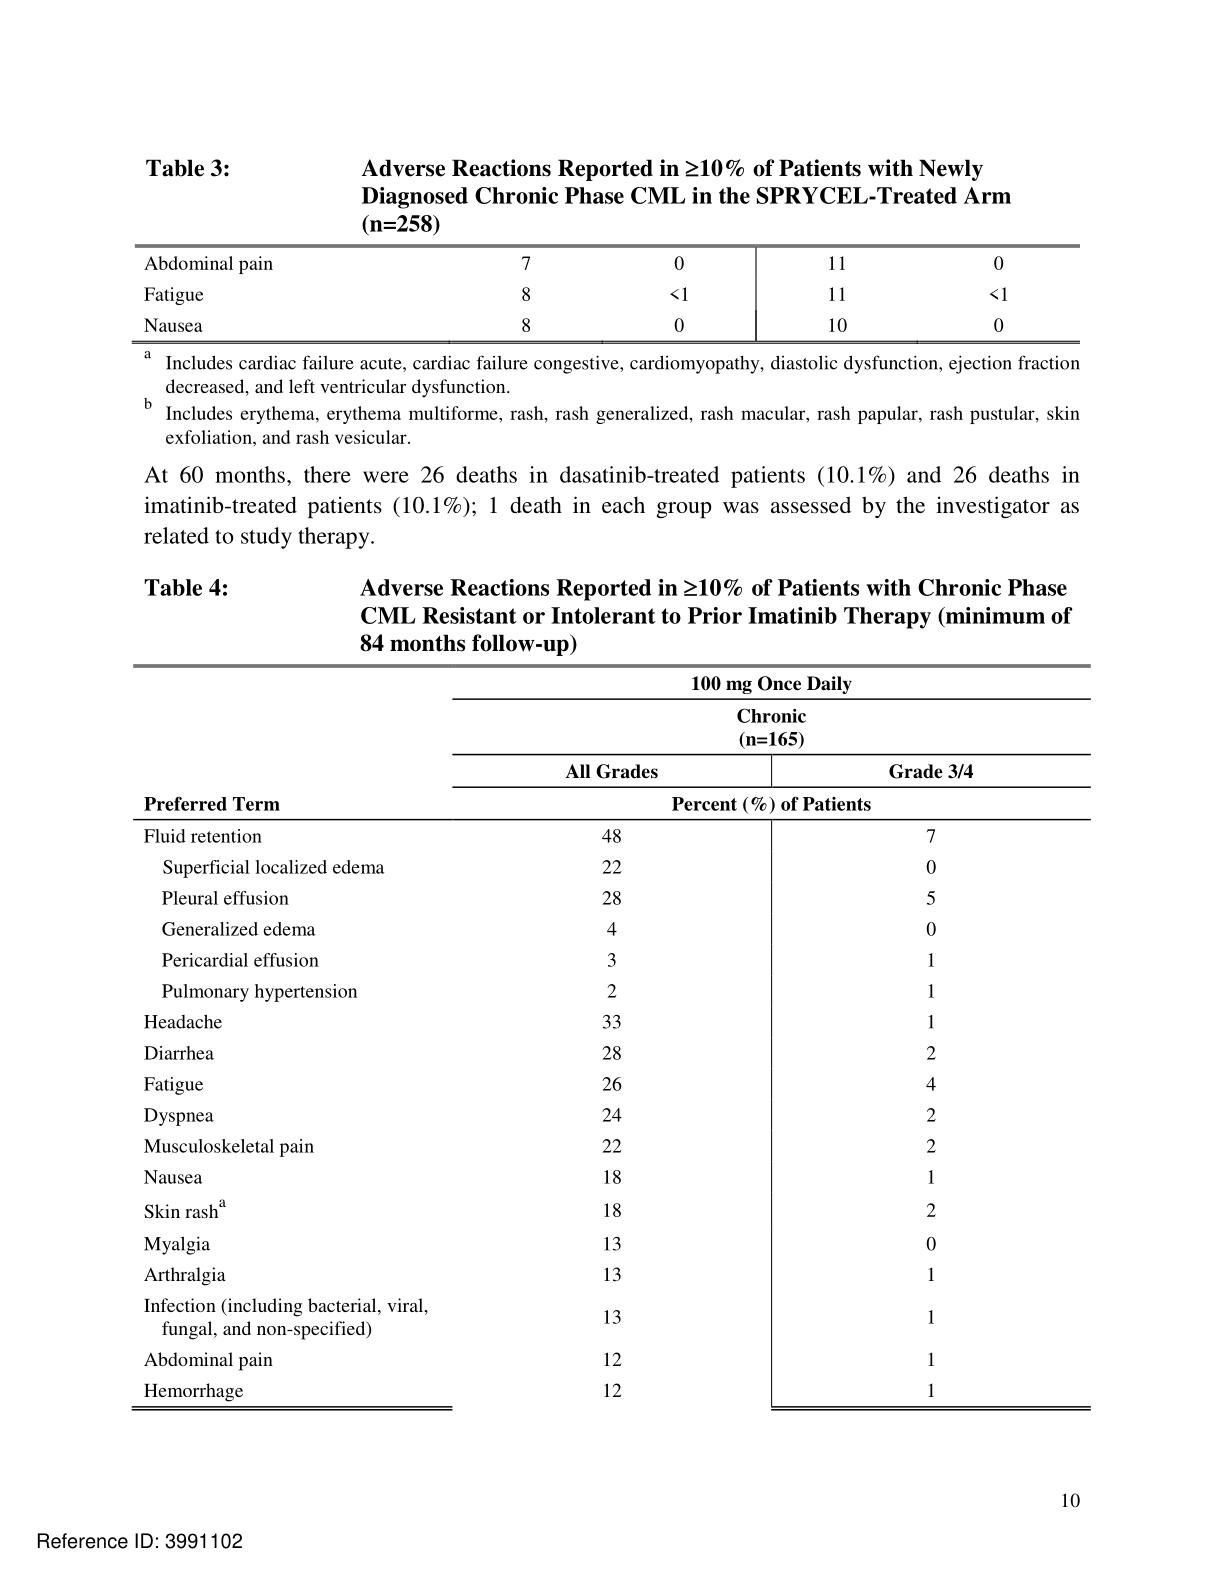 Table 3: Adverse Reactions Reported in ≥10% of Patients with Newly
Diagnosed Chronic Phase CML in the SPRYCEL-Treated Arm
(n=258)
Abdominal pain 7 0 11 0
Fatigue 8 <1 11 <1
Nausea 8 0 10 0
a Includes cardiac failure acute, cardiac failure congestive, cardiomyopathy, diastolic dysfunction, ejection fraction
decreased, and left ventricular dysfunction.
b Includes erythema, erythema multiforme, rash, rash generalized, rash macular, rash papular, rash pustular, skin
exfoliation, and rash vesicular.
At 60 months, there were 26 deaths in dasatinib-treated patients (10.1%) and 26 deaths in
imatinib-treated patients (10.1%); 1 death in each group was assessed by the investigator as
related to study therapy.
Table 4: Adverse Reactions Reported in ≥10% of Patients with Chronic Phase
CML Resistant or Intolerant to Prior Imatinib Therapy (minimum of
84 months follow-up)
100 mg Once Daily
Chronic
(n=165)
All Grades Grade 3/4
Preferred Term Percent (%) of Patients
Fluid retention 48 7
Superficial localized edema 22 0
Pleural effusion 28 5
Generalized edema 4 0
Pericardial effusion 3 1
Pulmonary hypertension 2 1
Headache 33 1
Diarrhea 28 2
Fatigue 26 4
Dyspnea 24 2
Musculoskeletal pain 22 2
Nausea 18 1
Skin rash a 18 2
Myalgia 13 0
Arthralgia 13 1
Infection (including bacterial, viral,
fungal, and non-specified) 13 1
Abdominal pain 12 1
Hemorrhage 12 1
10
Reference ID: 3991102